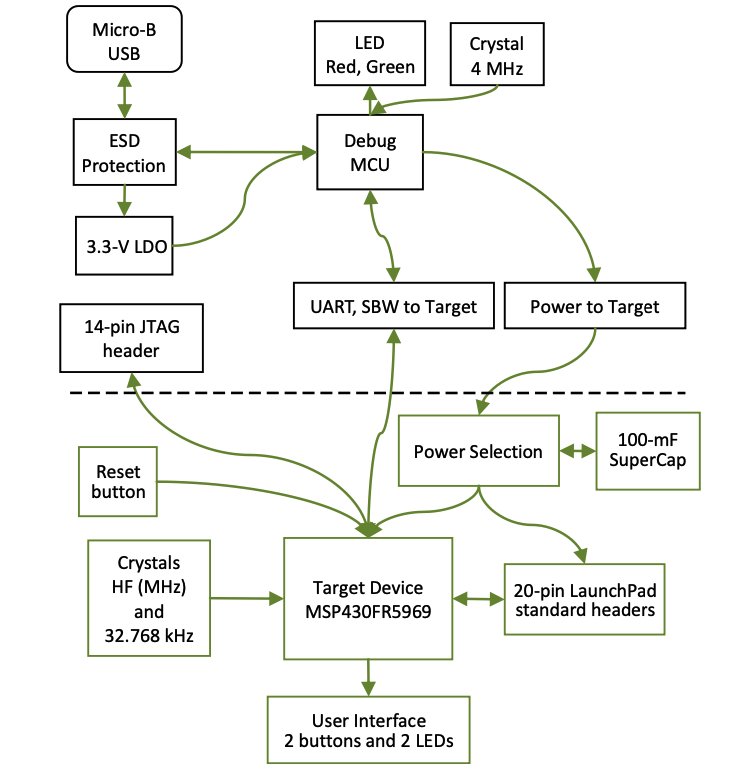 Micro-B
USB
LED
Red, Green
Crystal
4 MHz
ESD
Protection
Debug
MCU
3.3-V LDO
UART, SBW to Target
Power to Target
14-pin JTAG
header
Power Selection
100-mF
SuperCap
Reset
button
Crystals
HF (MHz)
and
32.768 kHz
Target Device
MSP430FR5969
20-pin LaunchPad
standard headers
User Interface
2 buttons and 2 LEDs